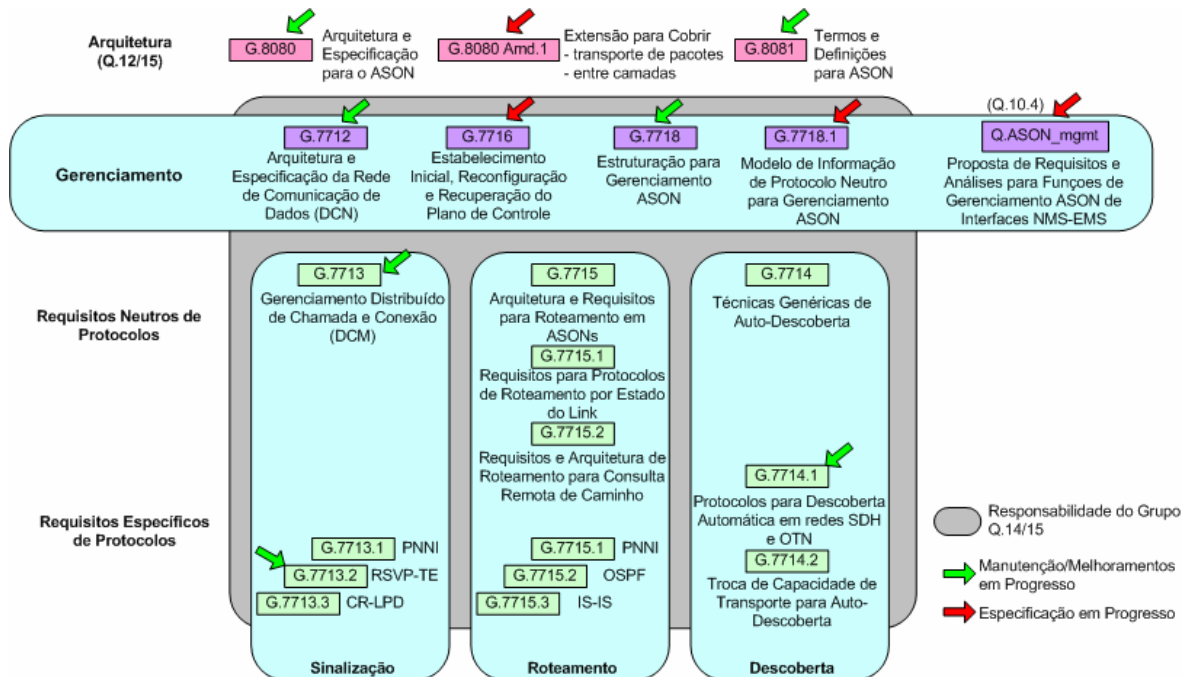 Arquitetura
(Q.12/15)
G.8080
Arquitetura e
Especificação
para o ASON
G.8080 Amd.1
Extensão para Cobrir
- transporte de pacotes
- entre camadas
G.8081
Termos e
Definições
para ASON
Gerenciamento
G.7712
Arquitetura e
Especificação da Rede
de Comunicação de
Dados (DCN)
G.7716
Estabelecimento
Inicial, Reconfiguração
e Recuperação do
Plano de Controle
G.7718
Estruturação para
Gerenciamento ASON
G.7718.1
Modelo de Informação
de Protocolo Neutro
para Gerenciamento
ASON
(Q.10.4)
Q.ASON_mgmt
Proposta de Requisitos e
Análises para Funçoes de
Gerenciamento ASON de
Interfaces NMS-EMS
Requisitos Neutros de
Protocolos
G.7713
Gerenciamento Distribuído
de Chamada e Conexão
(DCM)
G.7715
Arquitetura e Requisitos
para Roteamento em
ASONs
G.7715.1
Requisitos para Protocolos
de Roteamento por Estado
do Link
G.7715.2
Requisitos e Arquitetura de
Roteamento para Consulta
Remota de Caminho
G.7714
Técnicas Genéricas de
Auto-Descoberta
G.7714.1
Protocolos para Descoberta
Automática em redes SDH
e OTN
G.7714.2
Troca de Capacidade de
Transporte para Auto-
Descoberta
Requisitos Específicos
de Protocolos
G.7713.1 PNNI
G.7713.2 RSVP-TE
G.7713.3 CR-LPD
G.7715.1 PNNI
G.7715.2 OSPF
G.7715.3 IS-IS
Sinalização
Roteamento
Descoberta
Responsabilidade do Grupo
Q.14/15
Manutenção/Melhoramentos
em Progresso
Especificação em Progresso